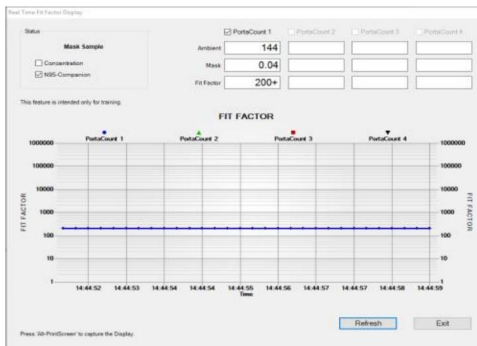 Real Time Fit Factor Display
Status
Mask Sample
Concentration
N95-Companion
PortaCount 1 PortaCount 2 PortaCount 3 PortaCount 4
Ambient 144
Mask 0.04
Fit Factor 200+
This feature is intended only for training.
FIT FACTOR
PortaCount 1 PortaCount 2 PortaCount 3 PortaCount 4
1000000 1000000
100000 100000
10000 10000
1000 1000
100 100
10 10
1 1
FIT FACTOR
FIT FACTOR
14:44:52 14:44:53 14:44:54 14:44:54 14:44:55 14:44:56 14:44:57 14:44:57 14:44:58 14:44:59
Time
Refresh Exit
Press 'Alt-PrintScreen' to capture the Display.